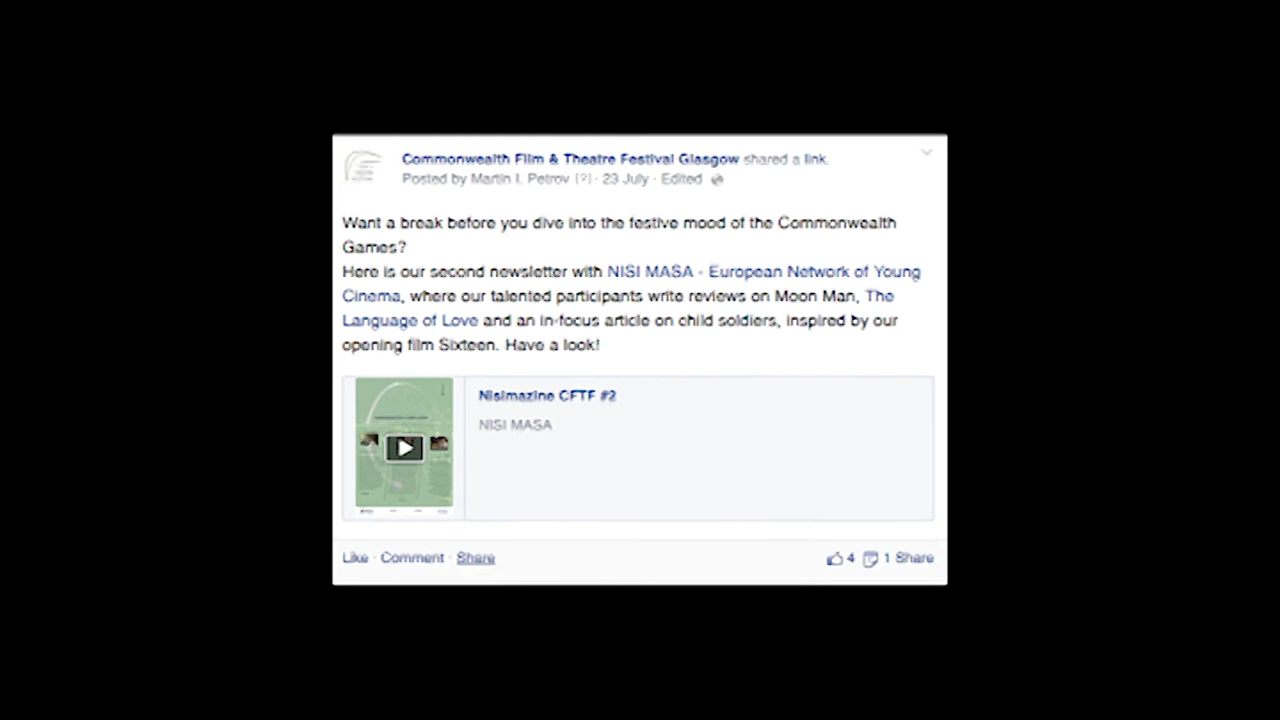 Commonwealth Film & Theatre Festival Glasgow shared a link.
Posted by Martin I. Petrov [?] · 23 July · Edited
Want a break before you dive into the festive mood of the Commonwealth
Games?
Here is our second newsletter with NISI MASA - European Network of Young
Cinema, where our talented participants write reviews on Moon Man, The
Language of Love and an in-focus article on child soldiers, inspired by our
opening film Sixteen. Have a look!
Nisimazine CFTF #2
NISI MASA
Like · Comment · Share
4 1 Share